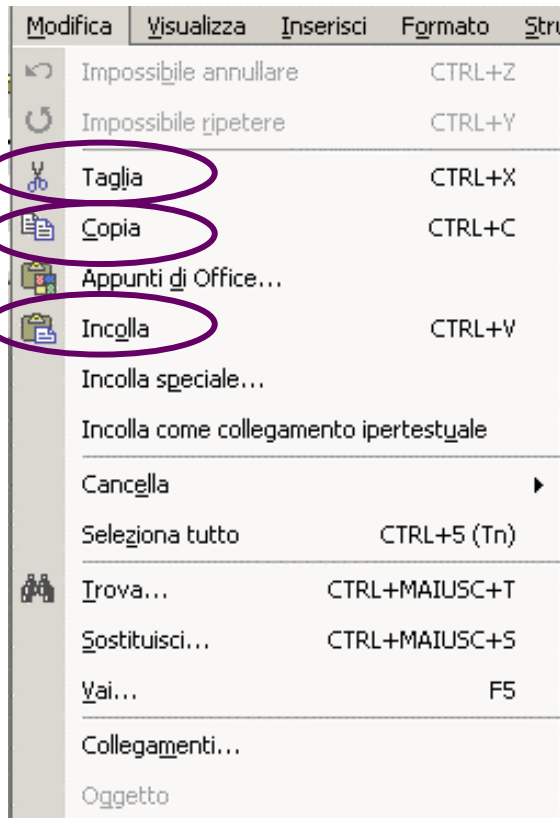 Modifica Visualizza Inserisci Formato Stru
Impossibile annullare CTRL+Z
Impossibile ripetere CTRL+Y
Taglia CTRL+X
Copia CTRL+C
Appunti di Office...
Incolla CTRL+V
Incolla speciale...
Incolla come collegamento ipertestuale
Cancella
Seleziona tutto CTRL+5 (Tn)
Trova... CTRL+MAIUSC+T
Sostituisci... CTRL+MAIUSC+S
Vai... F5
Collegamenti...
Oggetto